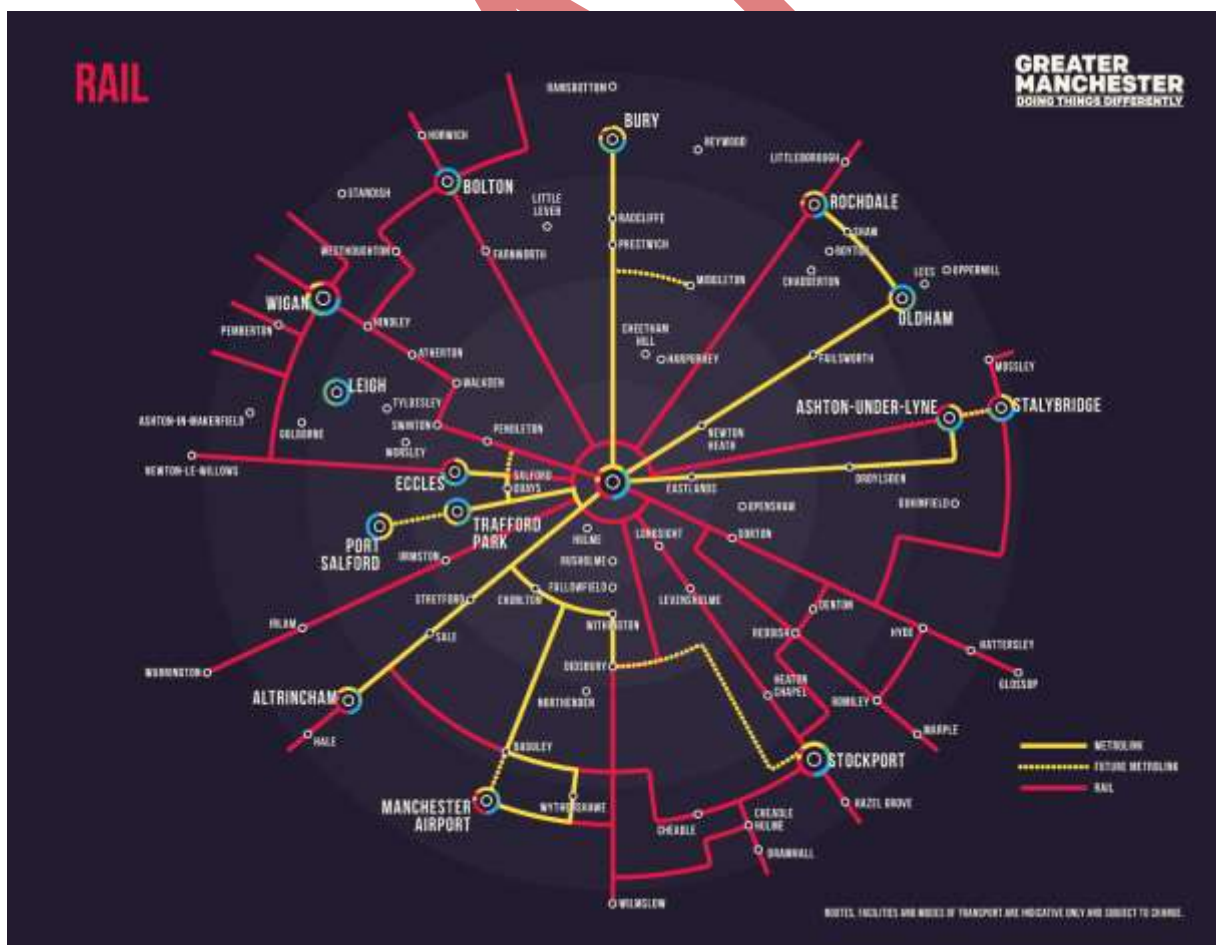 RAIL
GREATER
MANCHESTER
DOING THINGS DIFFERENTLY
RAMSBOTTOM
BURY
HEYWOOD
HORWICH
LITTLEBOROUGH
BOLTON
STANDISH
LITTLE
LEVER
ROCHDALE
RADCLIFFE
SHAW
PRESTWICH
WESTHOUGHTON
FARNWORTH
ROYTON
CHADDERTON
LEES
UPPERMILL
MIDDLETON
WIGAN
OLDHAM
PEMBERTON
HINDLEY
CHEETHAM
HILL
HARPURHEY
ATHERTON
FAILSWORTH
MOSSLEY
LEIGH
WALKDEN
TYLDESLEY
ASHTON-UNDER-LYNE
STALYBRIDGE
ASHTON-IN-MAKERFIELD
GOLBORNE
SWINTON
PENDLETON
NEWTON
HEATH
WORSLEY
NEWTON-LE-WILLOWS
ECCLES
SALFORD
QUAYS
EASTLANDS
DROYLSDEN
DUKINFIELD
OPENSHAW
TRAFFORD
PARK
PORT
SALFORD
HULME
LONGSIGHT
GORTON
URMSTON
RUSHOLME
STRETFORD
CHORLTON
FALLOWFIELD
LEVENSHULME
DENTON
IRLAM
SALE
WITHINGTON
REDDISH
HYDE
HATTERSLEY
WARRINGTON
DIDSBURY
GLOSSOP
ALTRINCHAM
NORTHENDEN
HEATON
CHAPEL
ROMILEY
HALE
MARPLE
BAGULEY
STOCKPORT
METROLINK
FUTURE METROLINK
RAIL
MANCHESTER
AIRPORT
WYTHENSHAWE
HAZEL GROVE
CHEADLE
CHEADLE
HULME
BRAMHALL
WILMSLOW
ROUTES, FACILITIES AND MODES OF TRANSPORT ARE INDICATIVE ONLY AND SUBJECT TO CHANGE.